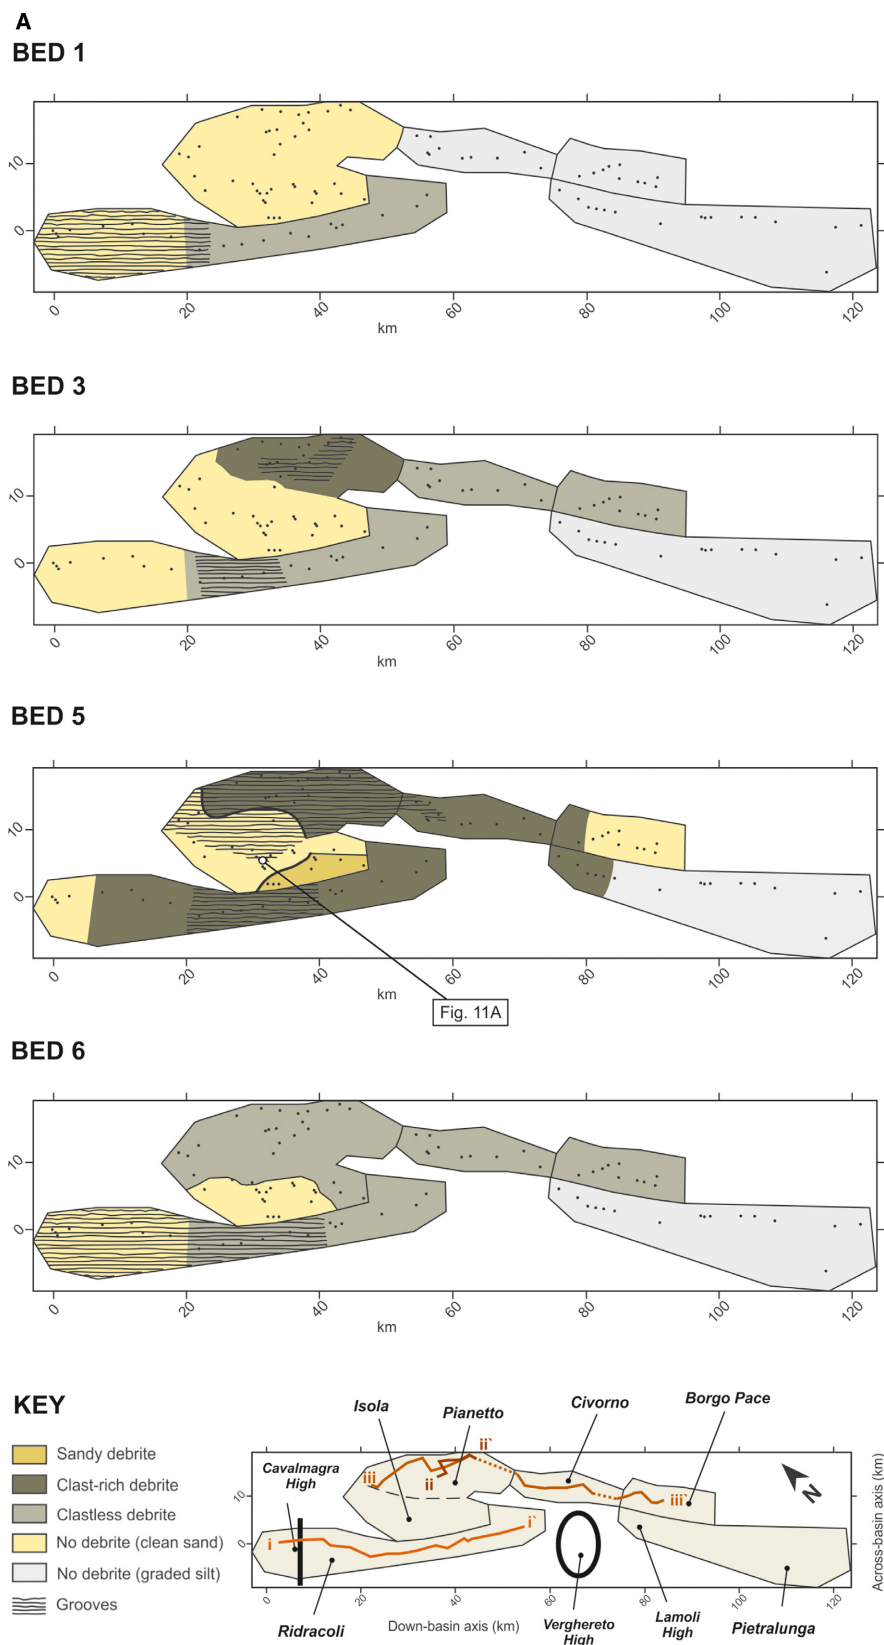 A
BED 1
10
0
0
20
40
60
80
100
120
km
BED 3
10
0
0
20
40
60
80
100
120
km
BED 5
10
0
0
20
40
60
80
100
120
km
Fig. 11A
BED 6
10
0
0
20
40
60
80
100
120
km
KEY
Sandy debrite
Clast-rich debrite
Clastless debrite
No debrite (clean sand)
No debrite (graded silt)
Grooves
Isola
Pianetto
Civorno
Borgo Pace
Cavalmagra
High
ii`
iii
ii
iii`
i
i`
N
10
0
0
20
40
60
80
100
120
Across-basin axis (km)
Down-basin axis (km)
Ridracoli
Verghereto
High
Lamoli
High
Pietralunga